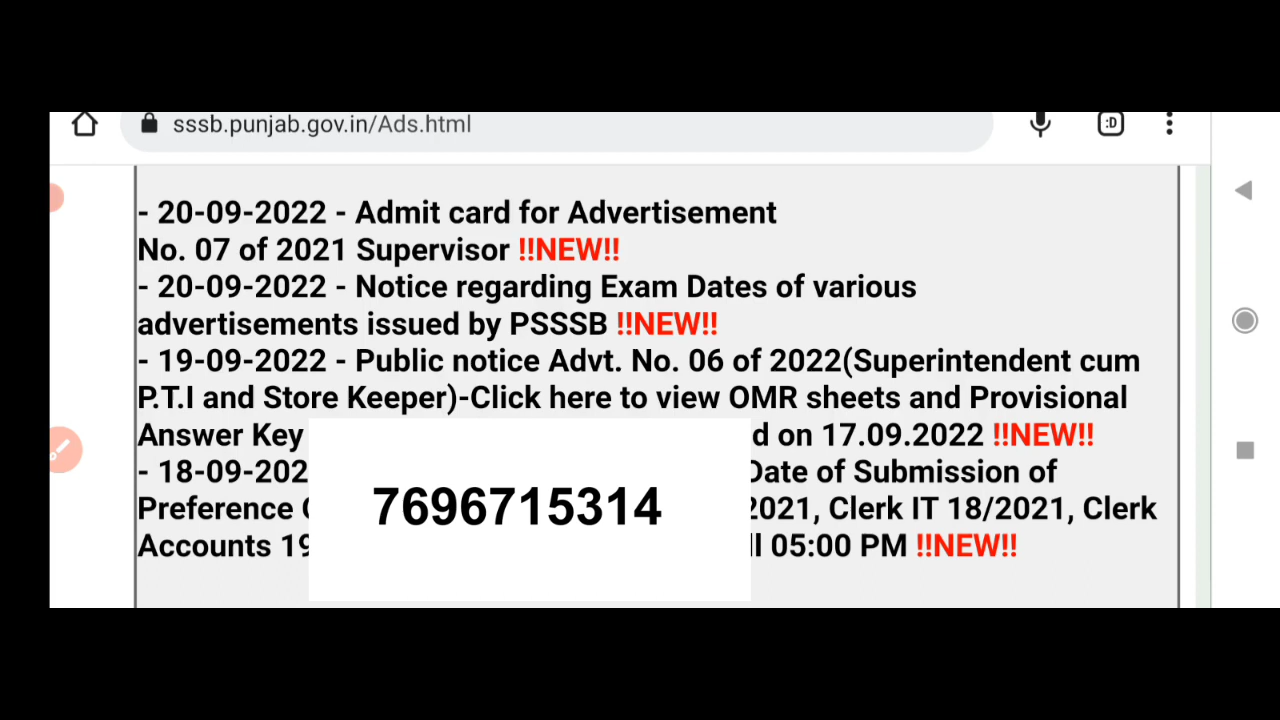 sssb.punjab.gov.in/Ads.html
:D
- 20-09-2022 - Admit card for Advertisement
No. 07 of 2021 Supervisor !!NEW!!
- 20-09-2022 - Notice regarding Exam Dates of various
advertisements issued by PSSSB !!NEW!!
- 19-09-2022 - Public notice Advt. No. 06 of 2022(Superintendent cum
P.T.I and Store Keeper)-Click here to view OMR sheets and Provisional
Answer Key d on 17.09.2022 !!NEW!!
- 18-09-202 Date of Submission of
Preference 2021, Clerk IT 18/2021, Clerk
Accounts 19 05:00 PM !!NEW!!
7696715314